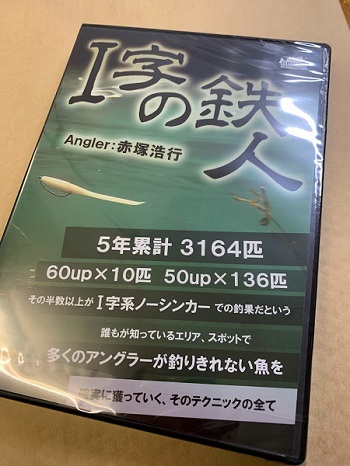 I字
の鉄人
Angler：赤塚浩行
5年累計 3164匹
60up×10匹 50up×136匹
その半数以上がI字系ノーシンカーでの釣果だという
誰もが知っているエリア、スポットで
多くのアングラーが釣りきれない魚を
実に獲っていく、そのテクニックの全て